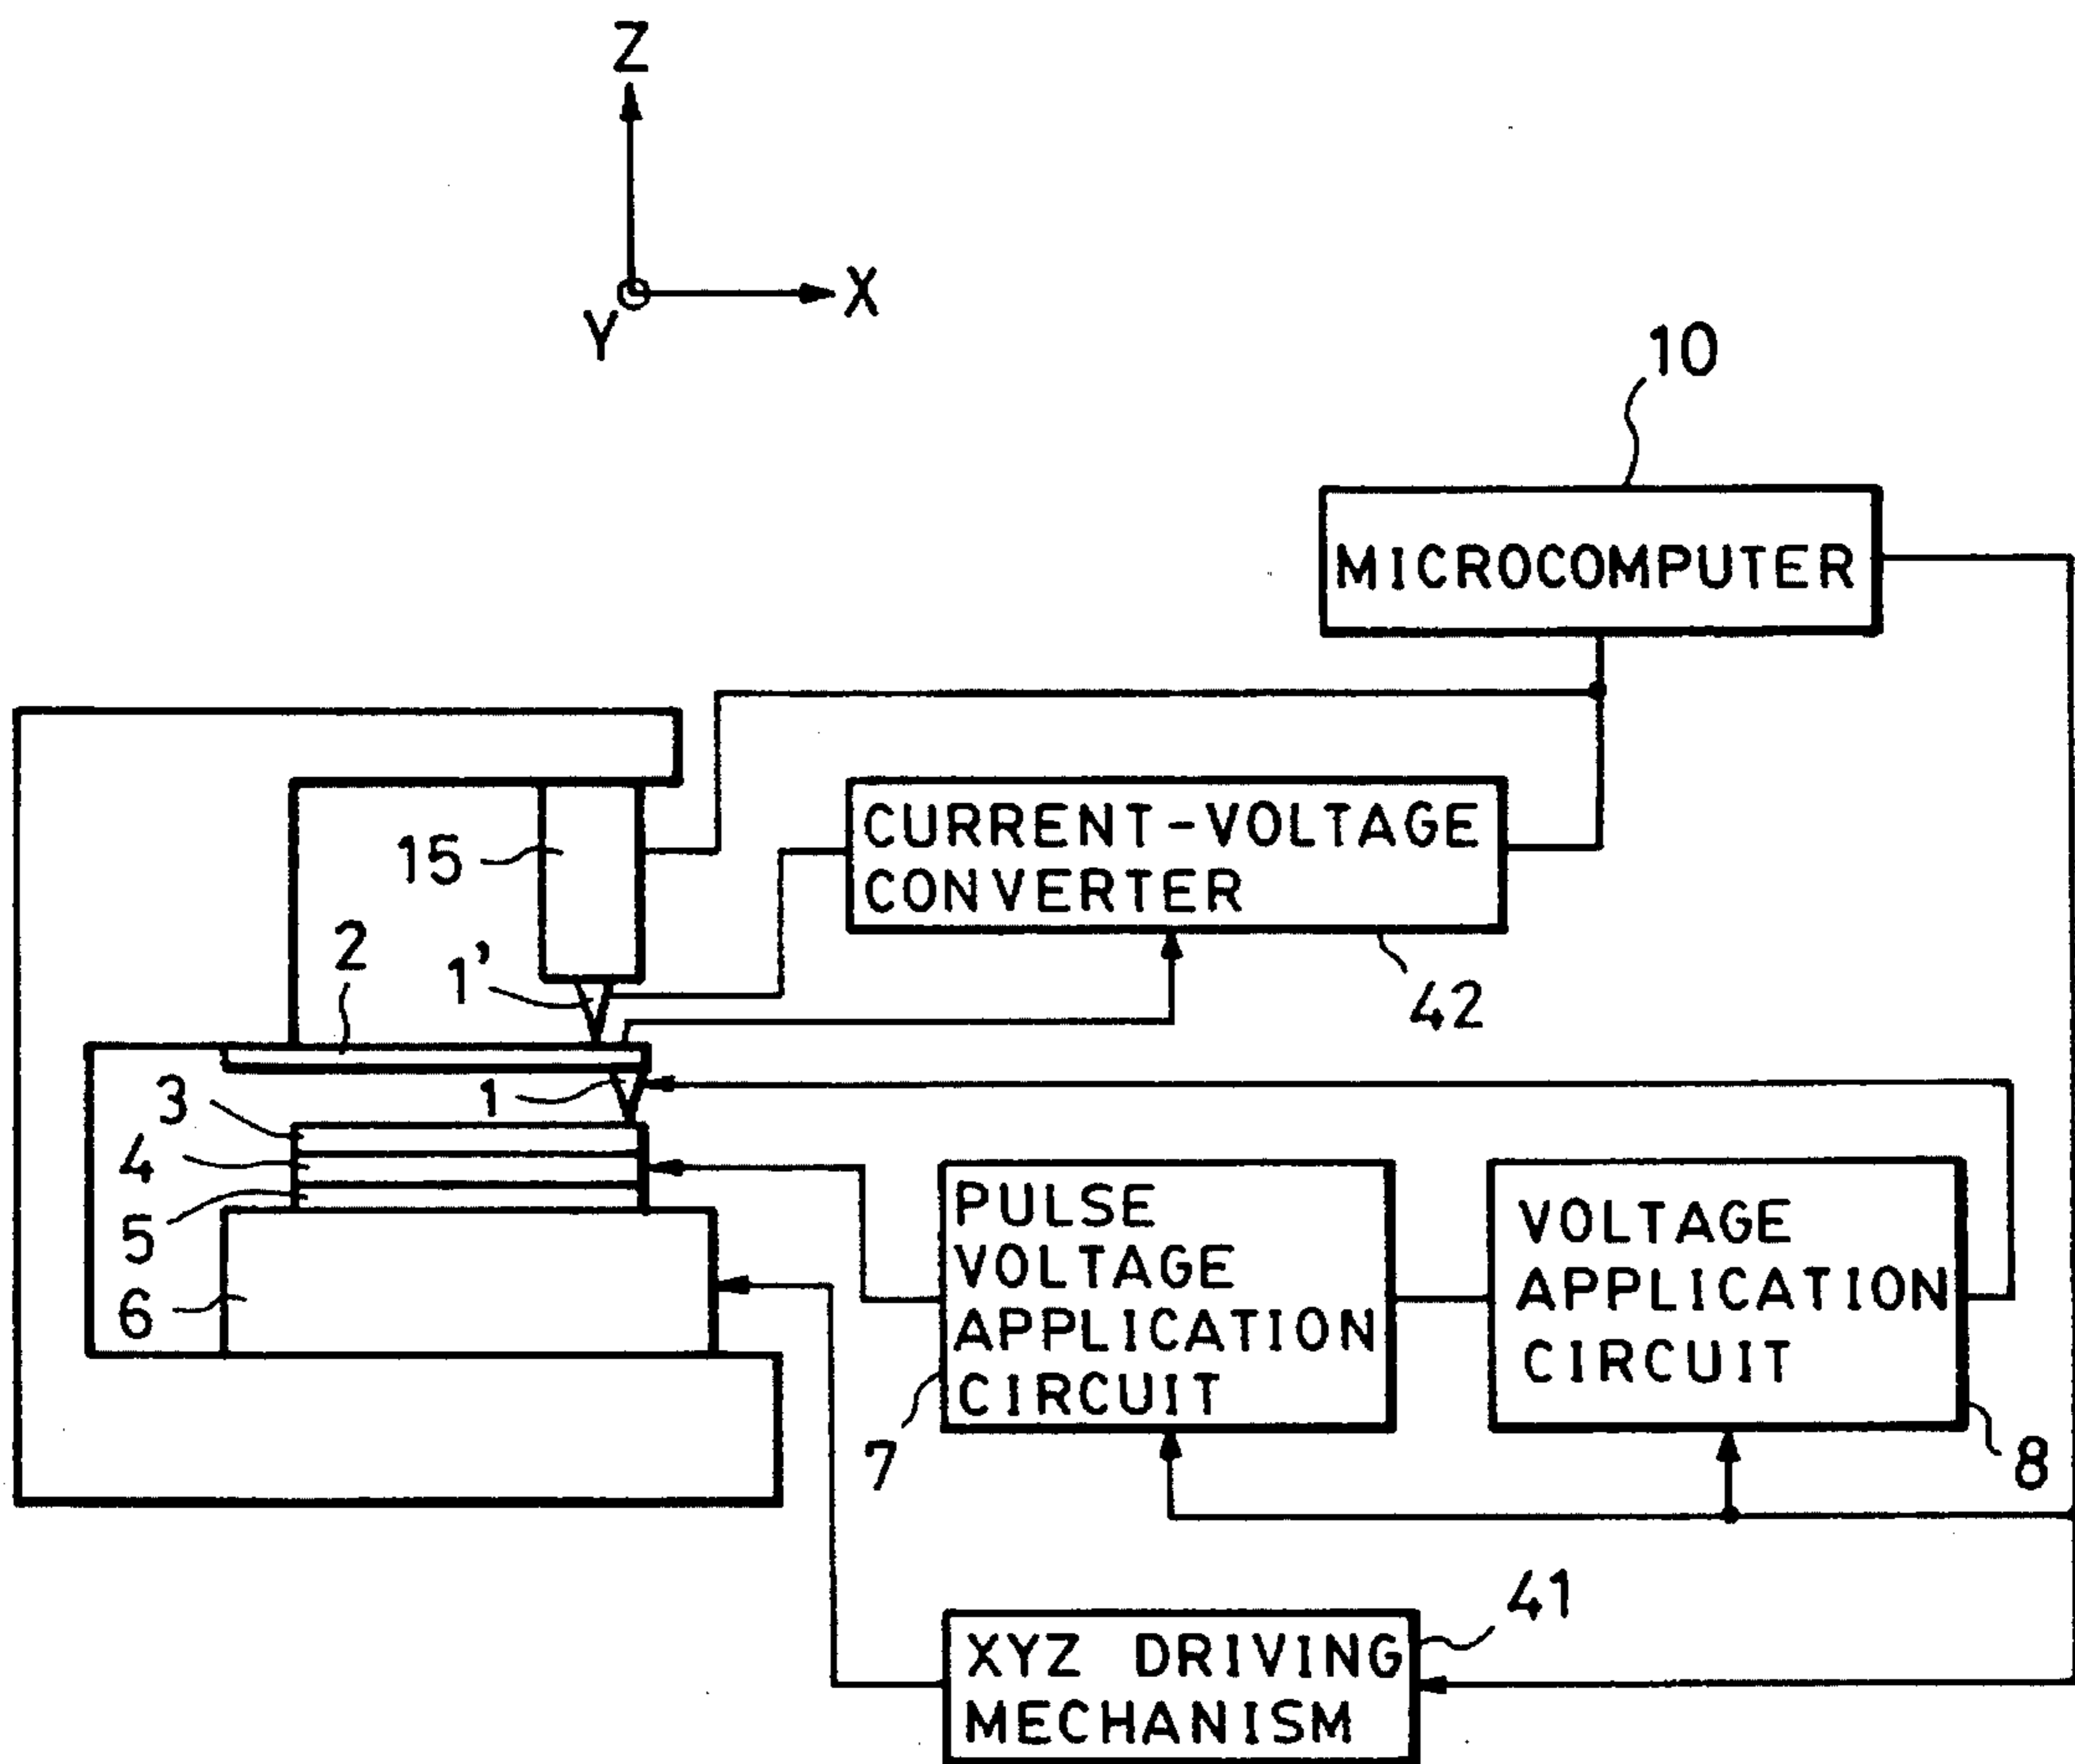 Z
X
Y
10
MICROCOMPUTER
15
CURRENT-VOLTAGE
CONVERTER
2
1'
42
1
3
4
5
6
PULSE
VOLTAGE
APPLICATION
CIRCUIT
VOLTAGE
APPLICATION
CIRCUIT
7
8
41
XYZ DRIVING
MECHANISM